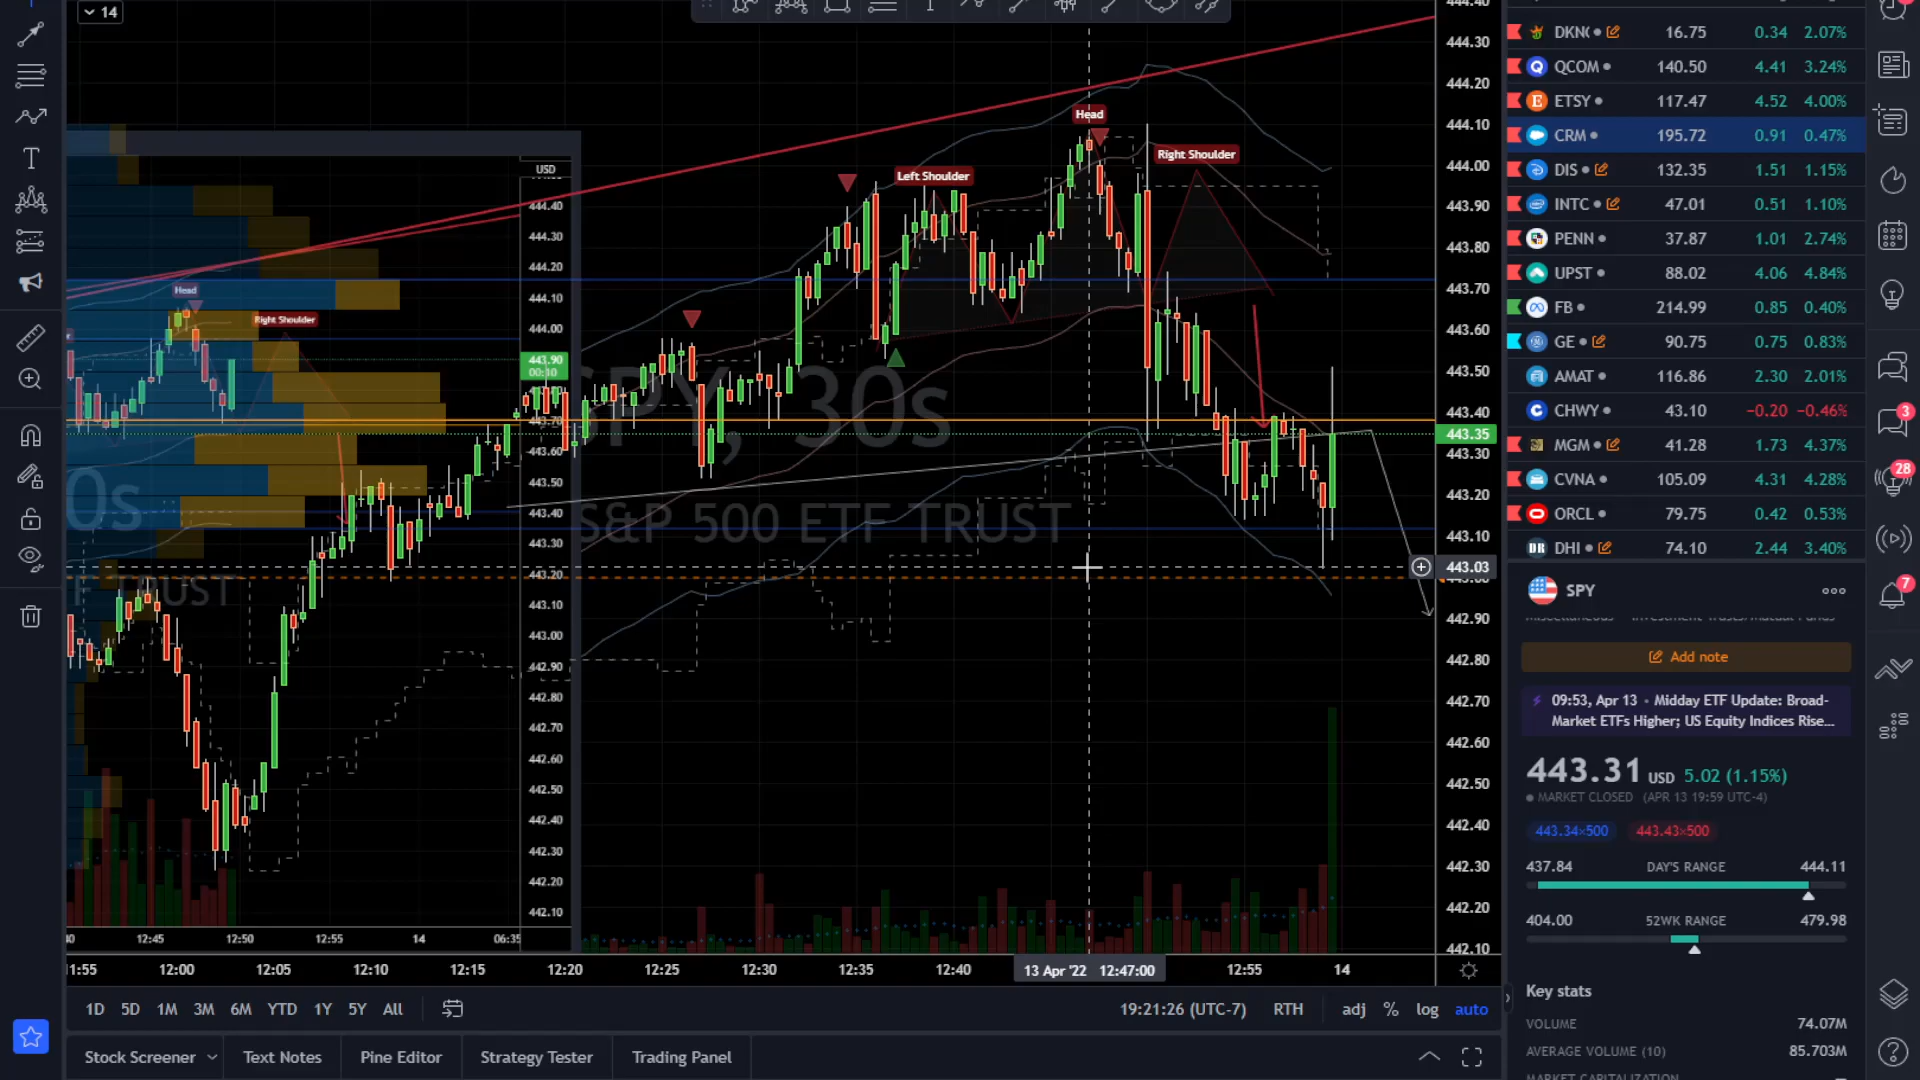 14
USD
444.40
444.30
444.20
444.10
444.00
443.90
00:10
443.70
443.60
443.50
443.40
443.30
443.20
443.10
443.00
442.90
442.80
442.70
442.60
442.50
442.40
442.30
442.20
442.10
Head
Right Shoulder
0s
F TRUST
12:45
12:50
12:55
14
SPY, 30s
S&P 500 ETF TRUST
Left Shoulder
Head
Right Shoulder
444.40
444.30
444.20
444.10
444.00
443.90
443.80
443.70
443.60
443.50
443.40
443.35
443.30
443.20
443.10
443.03
442.90
442.80
442.70
442.60
442.50
442.40
442.30
442.20
442.10
12:00
12:05
12:10
12:15
12:20
12:25
12:30
12:35
12:40
13 Apr '22 12:47:00
12:55
14
1D 5D 1M 3M 6M YTD 1Y 5Y All
19:21:26 (UTC-7) RTH adj % log auto
Stock Screener Text Notes Pine Editor Strategy Tester Trading Panel
16.75 0.34 2.07%
QCOM 140.50 4.41 3.24%
ETSY 117.47 4.52 4.00%
CRM 195.72 0.91 0.47%
DIS 132.35 1.51 1.15%
INTC 47.01 0.51 1.10%
PENN 37.87 1.01 2.74%
UPST 88.02 4.06 4.84%
FB 214.99 0.85 0.40%
GE 90.75 0.75 0.83%
AMAT 116.86 2.30 2.01%
CHWY 43.10 −0.20 −0.46%
MGM 41.28 1.73 4.37%
CVNA 105.09 4.31 4.28%
ORCL 79.75 0.42 0.53%
DHI 74.10 2.44 3.40%
SPY
Add note
09:53, Apr 13 • Midday ETF Update: Broad-
Market ETFs Higher; US Equity Indices Rise...
443.31 USD 5.02 (1.15%)
MARKET CLOSED (APR 13 19:59 UTC-4)
443.34×500 443.43×500
437.84 DAY'S RANGE 444.11
404.00 52WK RANGE 479.98
Key stats
VOLUME 74.07M
AVERAGE VOLUME (10) 85.703M
3
28
7